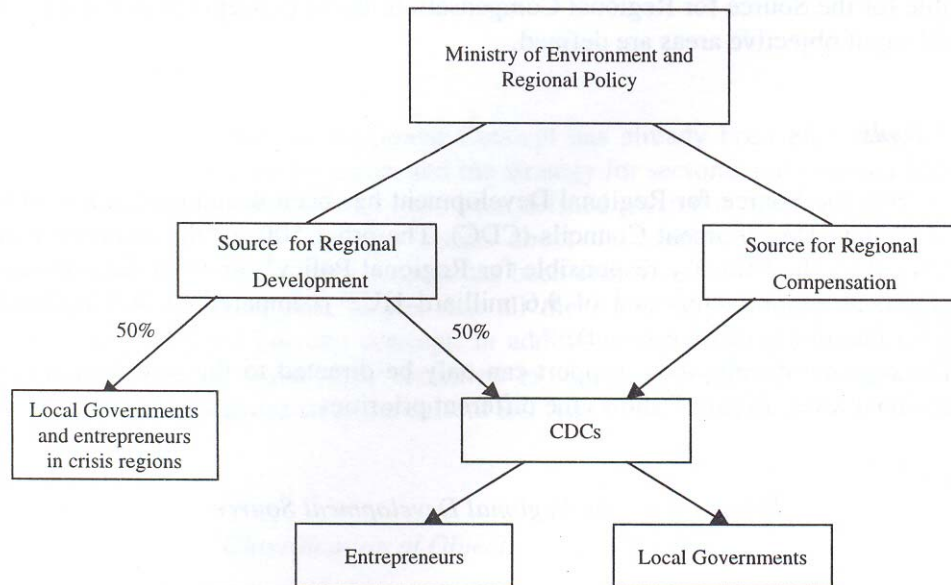 Ministry of Environment and
Regional Policy
Source for Regional
Development
Source for Regional
Compensation
50%
50%
Local Governments
and entrepreneurs
in crisis regions
CDCs
Entrepreneurs
Local Governments